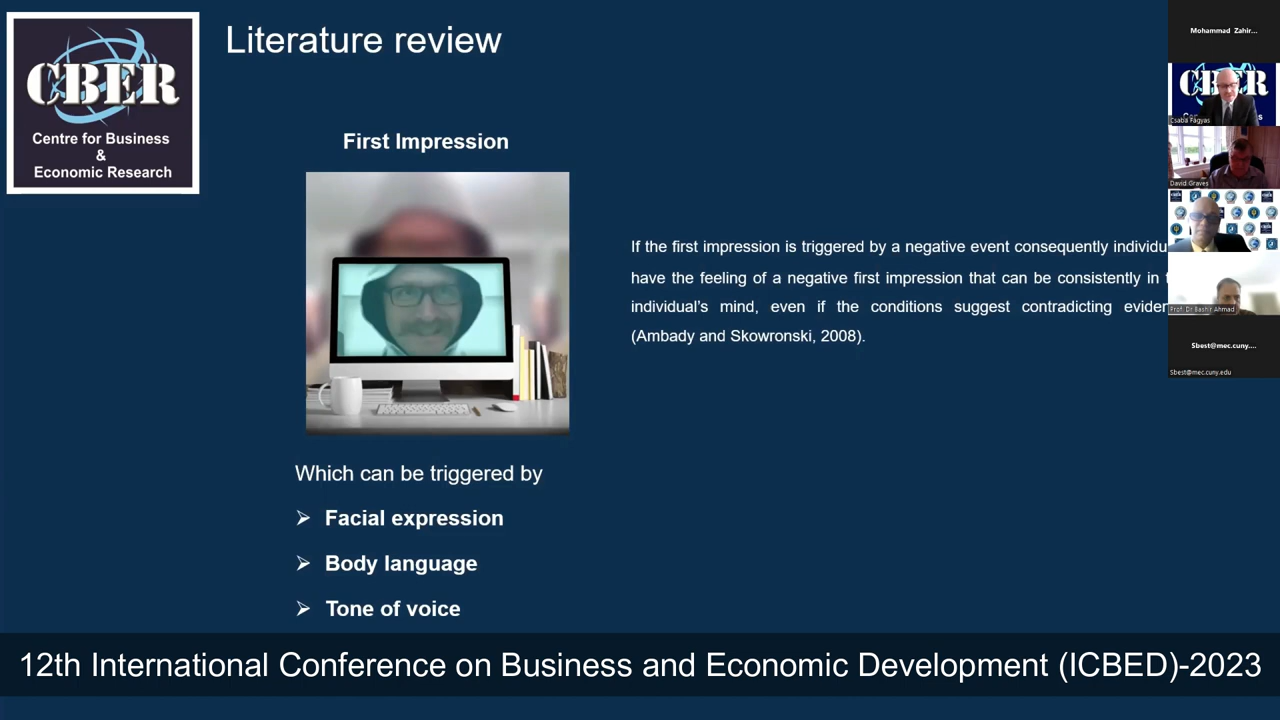 CBER
Centre for Business
&
Economic Research
Literature review
First Impression
If the first impression is triggered by a negative event consequently
have the feeling of a negative first impression that can be consistently in
individual's mind, even if the conditions suggest contradicting
(Ambady and Skowronski, 2008).
Which can be triggered by
➢ Facial expression
➢ Body language
➢ Tone of voice
12th International Conference on Business and Economic Development (ICBED)-2023
Mohammad Zahir...
CBER
Csaba Fagyas
David Graves
Prof. Dr Bashir Ahmad
Sbest@mec.cuny....
Sbest@mec.cuny.edu